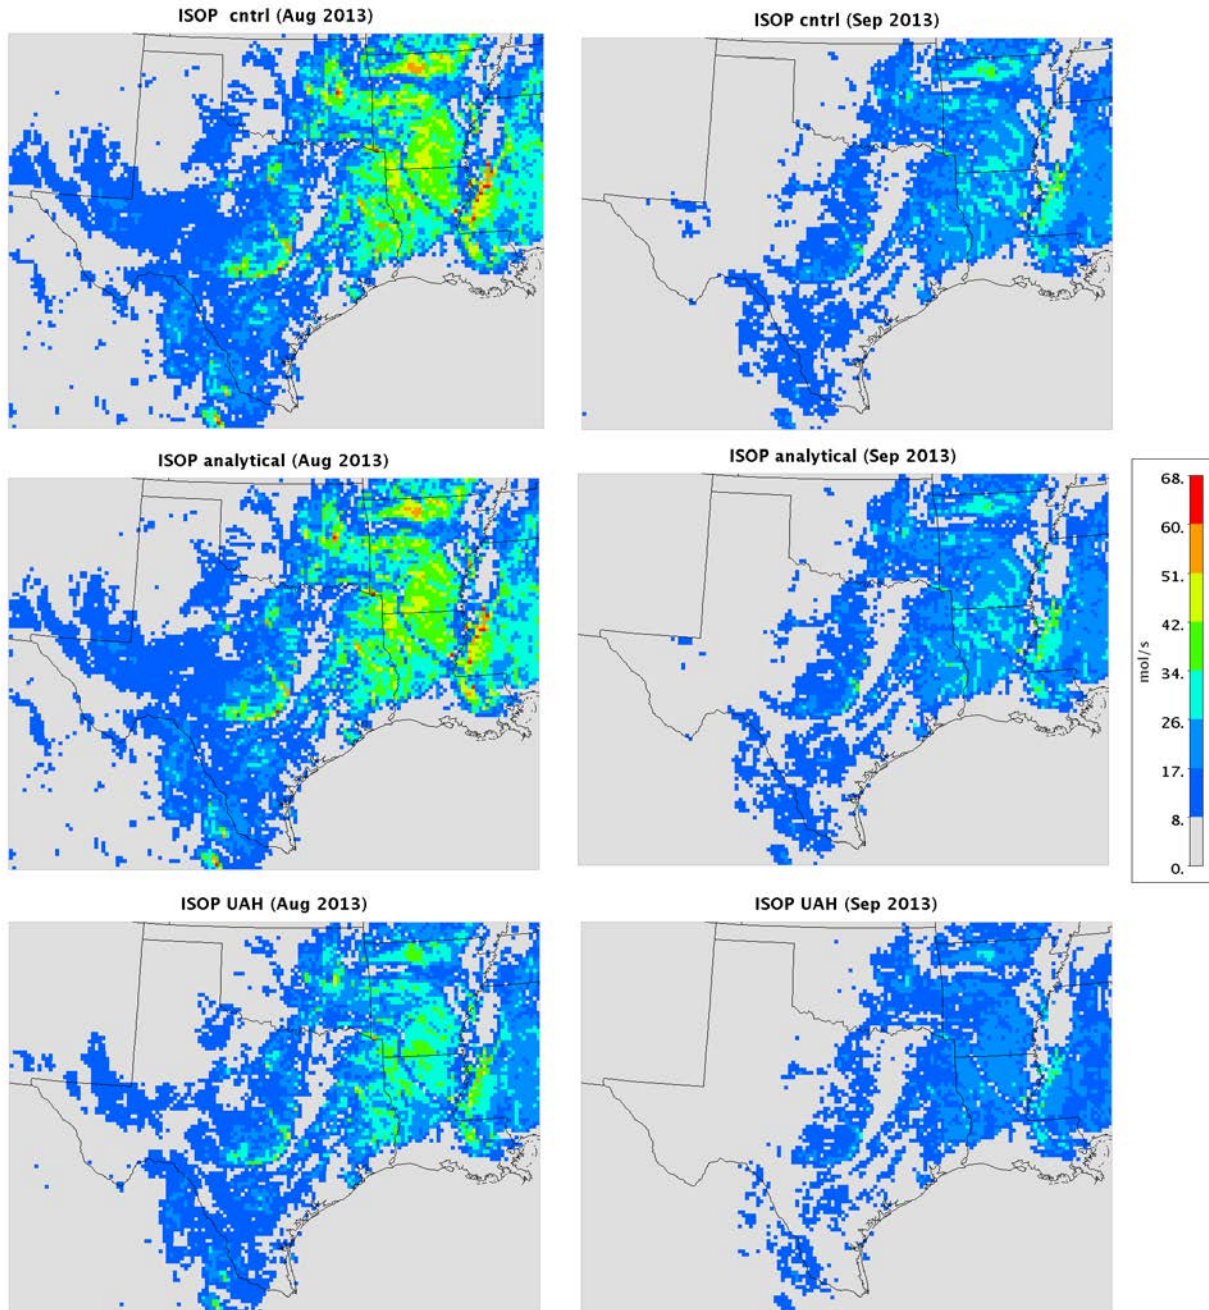 ISOP cntrl (Aug 2013)
ISOP cntrl (Sep 2013)
ISOP analytical (Aug 2013)
ISOP analytical (Sep 2013)
68.
60.
51.
42.
34.
26.
17.
8.
0.
mol/s
ISOP UAH (Aug 2013)
ISOP UAH (Sep 2013)